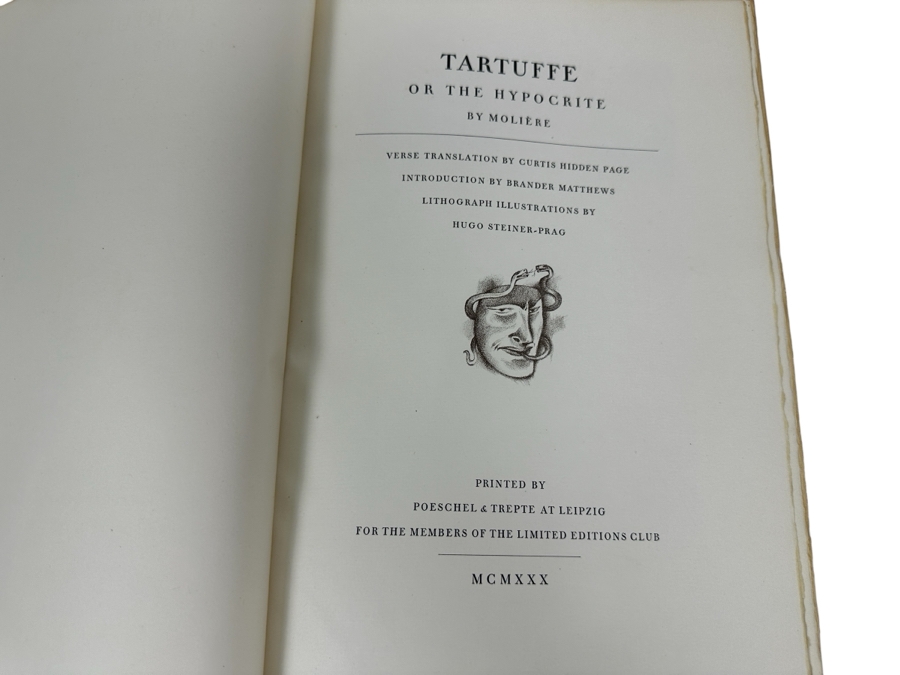 TARTUFFE
OR THE HYPOCRITE
BY MOLIÈRE
VERSE TRANSLATION BY CURTIS HIDDEN PAGE
INTRODUCTION BY BRANDER MATTHEWS
LITHOGRAPH ILLUSTRATIONS BY
HUGO STEINER-PRAG
PRINTED BY
POESCHEL & TREPTE AT LEIPZIG
FOR THE MEMBERS OF THE LIMITED EDITIONS CLUB
MCMXXX